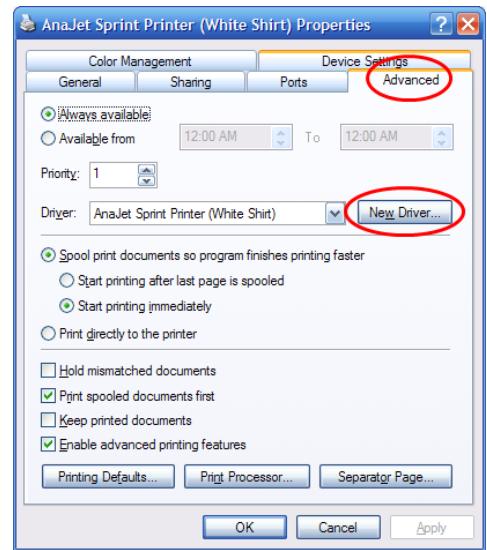 AnaJet Sprint Printer (White Shirt) Properties
Color Management Device Settings
General Sharing Ports Advanced
Always available
Available from 12:00 AM To 12:00 AM
Priority: 1
Driver: AnaJet Sprint Printer (White Shirt) New Driver...
Spool print documents so program finishes printing faster
Start printing after last page is spooled
Start printing immediately
Print directly to the printer
Hold mismatched documents
Print spooled documents first
Keep printed documents
Enable advanced printing features
Printing Defaults... Print Processor... Separator Page...
OK Cancel Apply